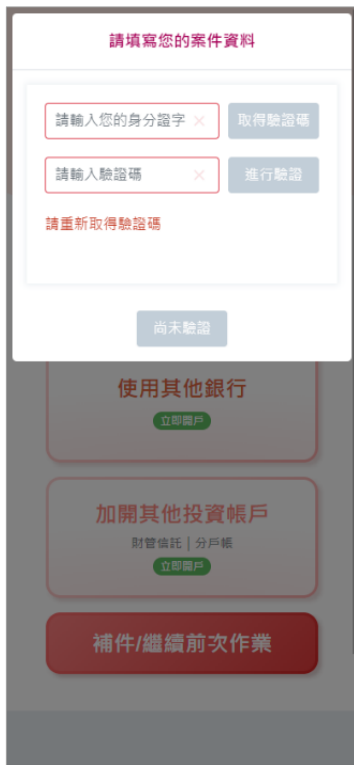 請填寫您的案件資料
請輸入您的身分證字
取得驗證碼
請輸入驗證碼
進行驗證
請重新取得驗證碼
尚未驗證
使用其他銀行
立即開戶
加開其他投資帳戶
財管信託 | 分戶帳
立即開戶
補件/繼續前次作業